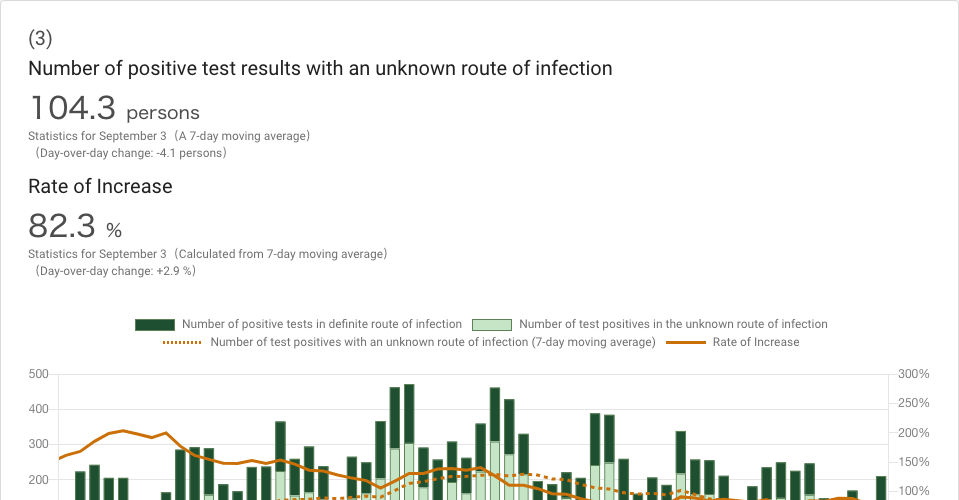 (3)
Number of positive test results with an unknown route of infection
104.3 persons
Statistics for September 3（A 7-day moving average）
（Day-over-day change: -4.1 persons）
Rate of Increase
82.3 %
Statistics for September 3（Calculated from 7-day moving average）
（Day-over-day change: +2.9 %）
Number of positive tests in definite route of infection Number of test positives in the unknown route of infection
Number of test positives with an unknown route of infection (7-day moving average) Rate of Increase
500 300%
250%
400
200%
300
150%
200
100%